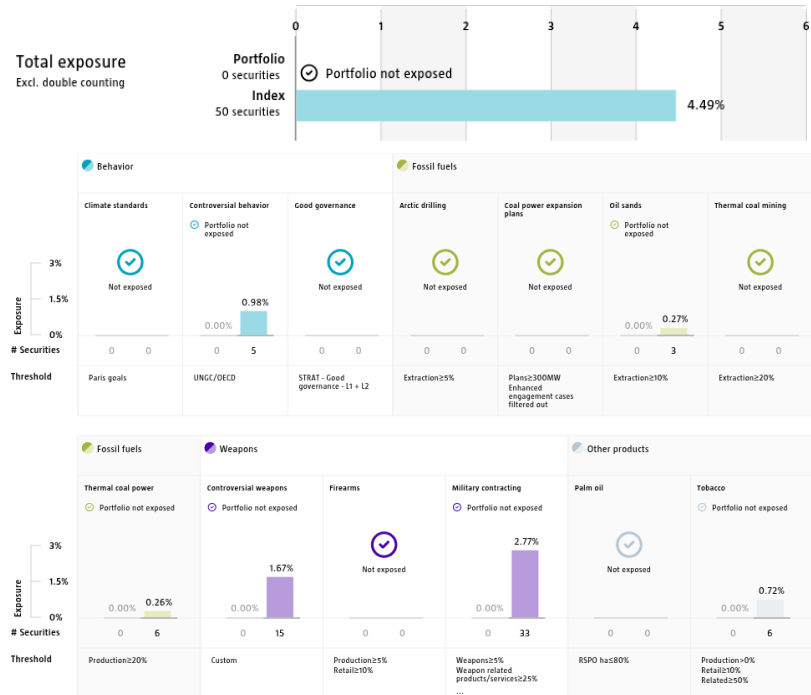 0 1 2 3 4 5 6
Total exposure
Excl. double counting
Portfolio
0 securities
Portfolio not exposed
Index
50 securities
4.49%
Behavior
Fossil fuels
Climate standards
Controversial behavior
Good governance
Arctic drilling
Coal power expansion
plans
Oil sands
Thermal coal mining
Portfolio not
exposed
Portfolio not
exposed
Not exposed
Not exposed
Not exposed
Not exposed
Not exposed
Exposure
3%
1.5%
0%
0.00% 0.98%
0.00% 0.27%
# Securities 0 0 0 5 0 0 0 0 0 0 0 3 0 0
Threshold
Paris goals
UNGC/OECD
STRAT - Good
governance - L1 + L2
Extraction≥5%
Plans≥300MW
Enhanced
engagement cases
filtered out
Extraction≥10%
Extraction≥20%
Fossil fuels
Weapons
Other products
Thermal coal power
Controversial weapons
Firearms
Military contracting
Palm oil
Tobacco
Portfolio not exposed
Portfolio not exposed
Portfolio not exposed
Portfolio not exposed
Not exposed
Not exposed
Exposure
3%
1.5%
0%
0.00% 0.26%
0.00% 1.67%
0.00% 2.77%
0.00% 0.72%
# Securities 0 6 0 15 0 0 0 33 0 0 0 6
Threshold
Production≥20%
Custom
Production≥5%
Retail≥10%
Weapons≥5%
Weapon related
products/services≥25%
...
RSPO ha≤80%
Production>0%
Retail≥10%
Related≥50%